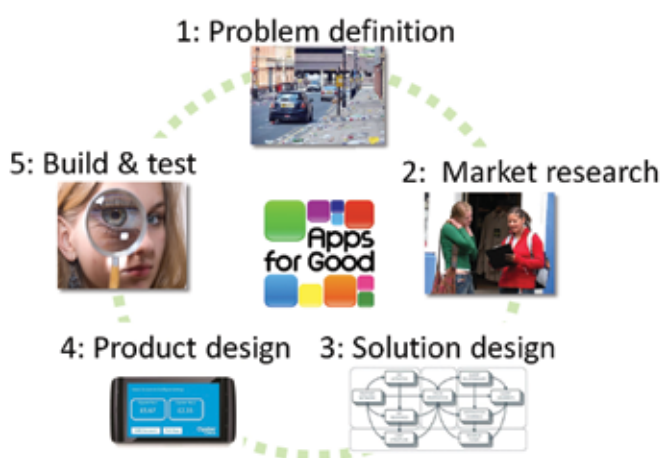 1: Problem definition
5: Build & test
2: Market research
Apps
for Good
4: Product design
3: Solution design